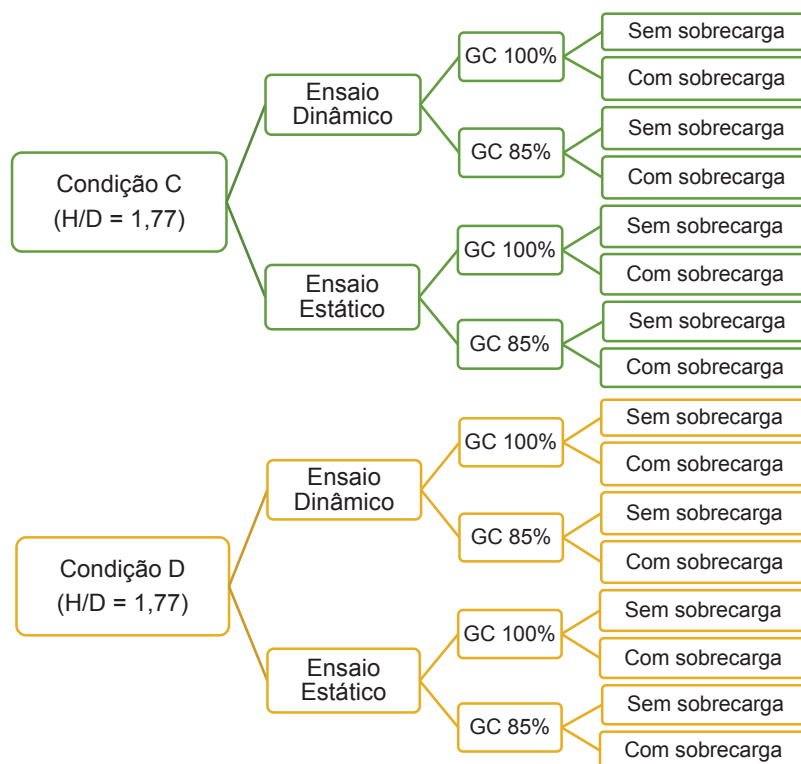 Condição C
(H/D = 1,77)
Ensaio
Dinâmico
GC 100%
Sem sobrecarga
Com sobrecarga
GC 85%
Sem sobrecarga
Com sobrecarga
Ensaio
Estático
GC 100%
Sem sobrecarga
Com sobrecarga
GC 85%
Sem sobrecarga
Com sobrecarga
Condição D
(H/D = 1,77)
Ensaio
Dinâmico
GC 100%
Sem sobrecarga
Com sobrecarga
GC 85%
Sem sobrecarga
Com sobrecarga
Ensaio
Estático
GC 100%
Sem sobrecarga
Com sobrecarga
GC 85%
Sem sobrecarga
Com sobrecarga